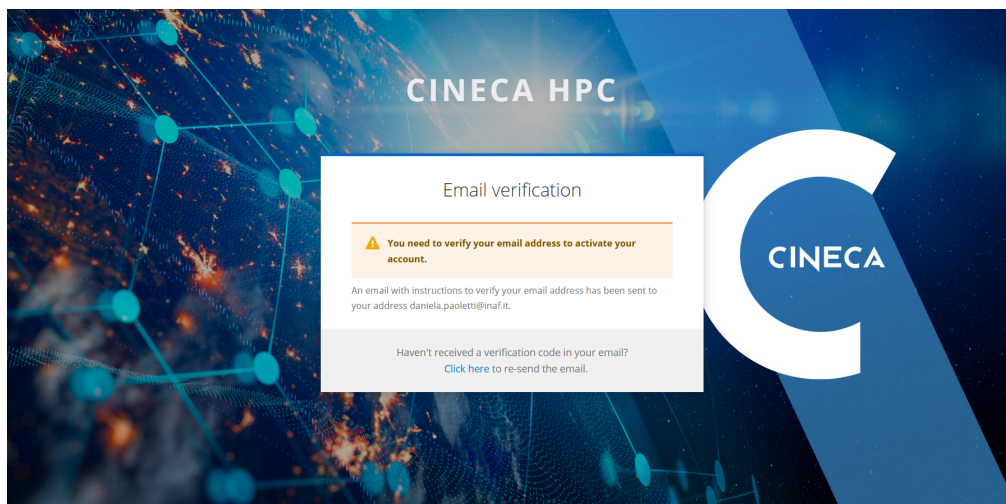 CINECA HPC
Email verification
You need to verify your email address to activate your
account.
An email with instructions to verify your email address has been sent to
your address daniela.paoletti@inaf.it.
Haven't received a verification code in your email?
Click here to re-send the email.
CINECA